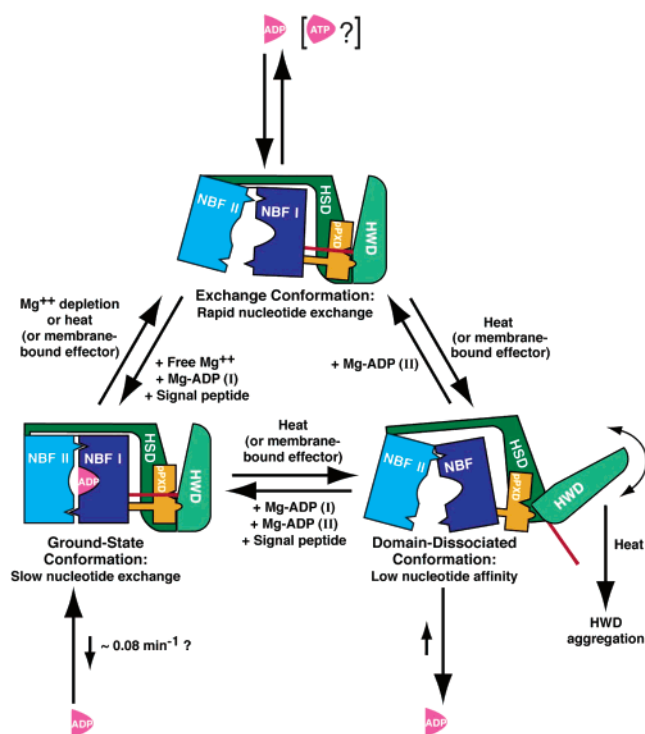 ADP [ATP ?]
NBF II
NBF I
HSD
pPXD
HWD
Exchange Conformation:
Rapid nucleotide exchange
Mg++ depletion
or heat
(or membrane-
bound effector)
+ Free Mg++
+ Mg-ADP (I)
+ Signal peptide
+ Mg-ADP (II)
Heat
(or membrane-
bound effector)
NBF II
ADP
NBF I
HSD
pPXD
HWD
Ground-State
Conformation:
Slow nucleotide exchange
Heat
(or membrane-
bound effector)
+ Mg-ADP (I)
+ Mg-ADP (II)
+ Signal peptide
NBF II
NBF
HSD
pPXD
HWD
Domain-Dissociated
Conformation:
Low nucleotide affinity
Heat
HWD
aggregation
~ 0.08 min-1 ?
ADP
ADP